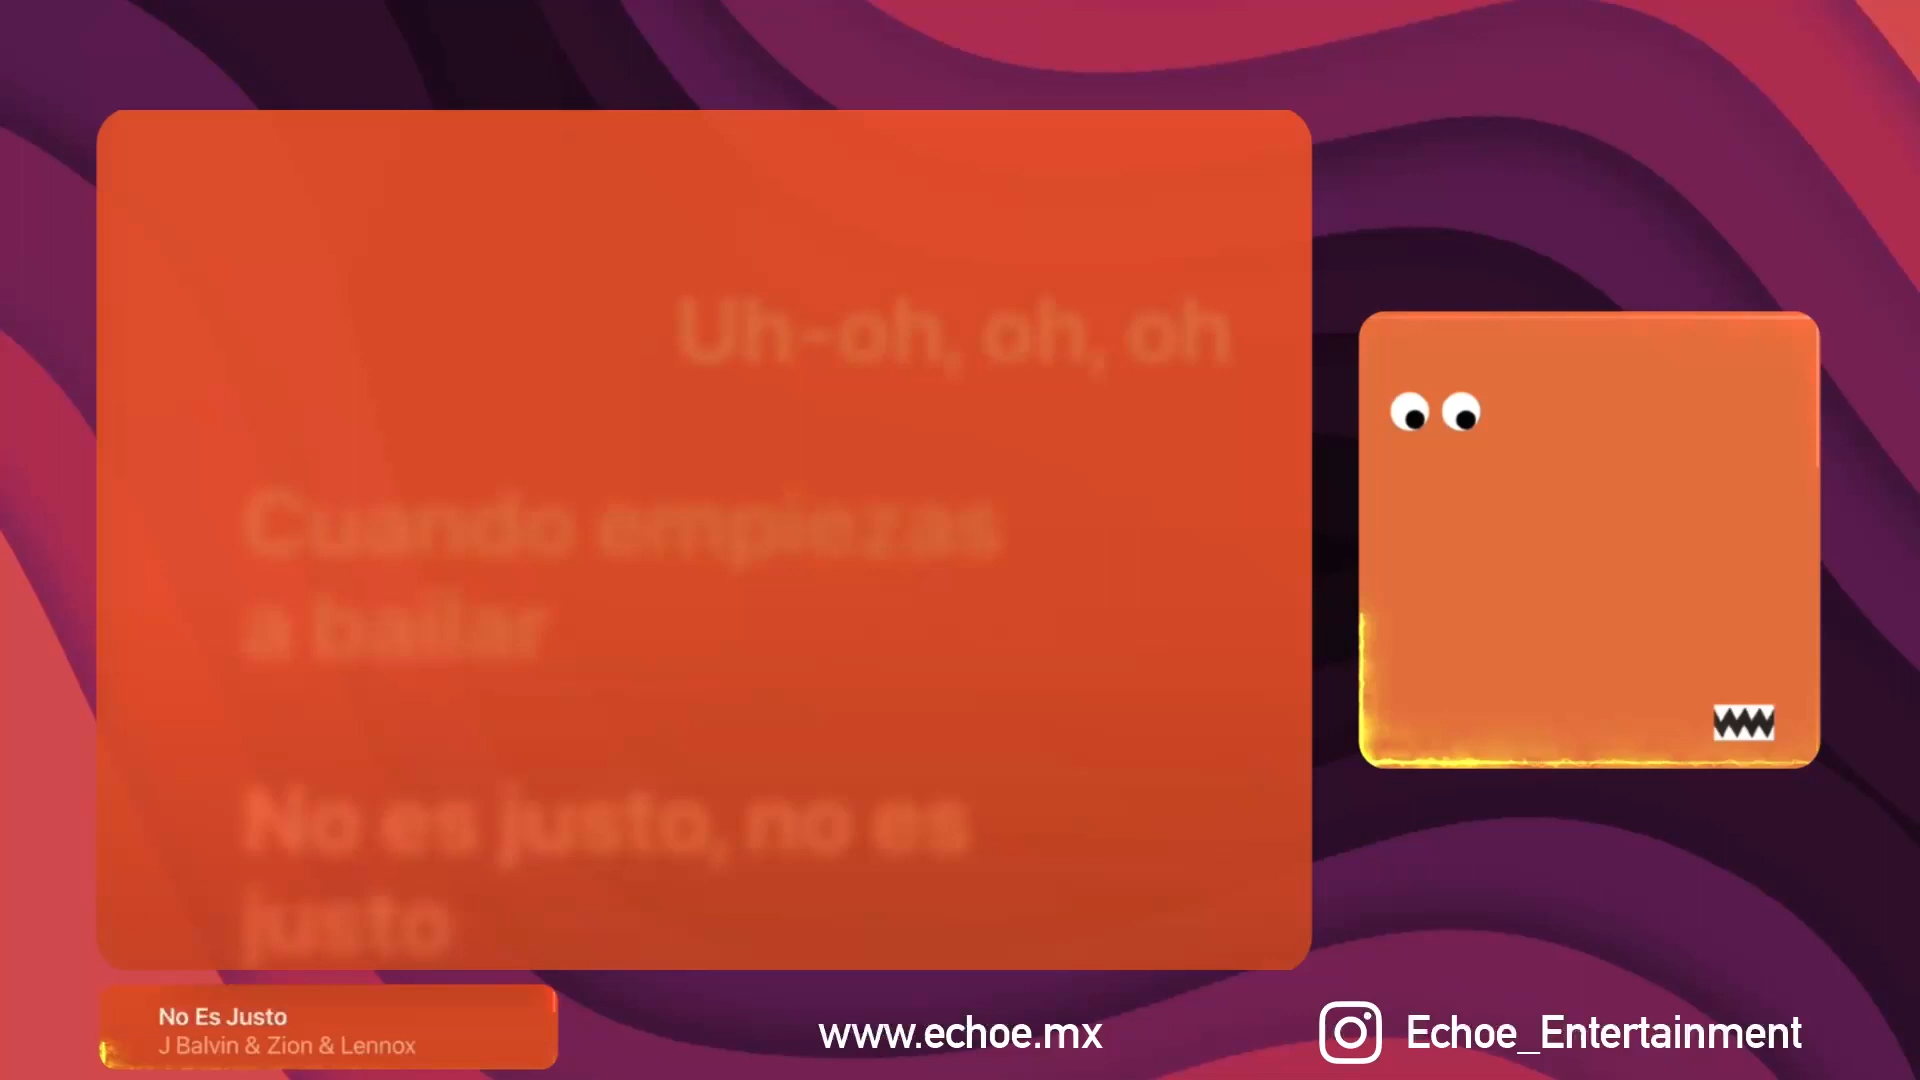 Uh-oh, oh, oh
Cuando empiezas
a bailar
No es justo, no es
justo
No Es Justo
J Balvin & Zion & Lennox
www.echoe.mx
Echoe_Entertainment